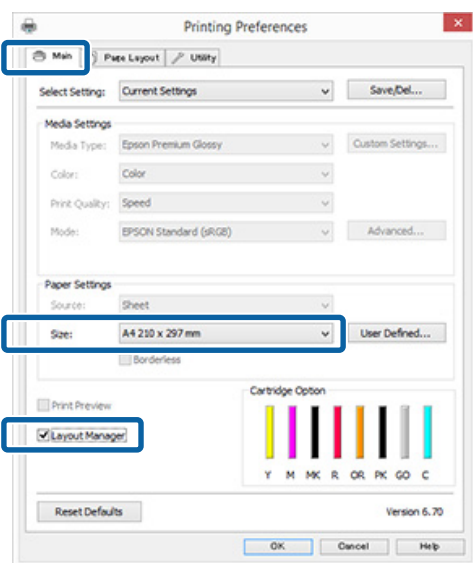 Printing Preferences
Main Page Layout Utility
Select Setting: Current Settings Save/Del...
Media Settings
Media Type: Epson Premium Glossy Custom Settings...
Color: Color
Print Quality: Speed
Mode: EPSON Standard (sRGB) Advanced...
Paper Settings
Source: Sheet
Size: A4 210 x 297 mm User Defined...
Borderless
Cartridge Option
Print Preview
Layout Manager
Y M MK R OR PK GO C
Reset Defaults Version 6.70
OK Cancel Help